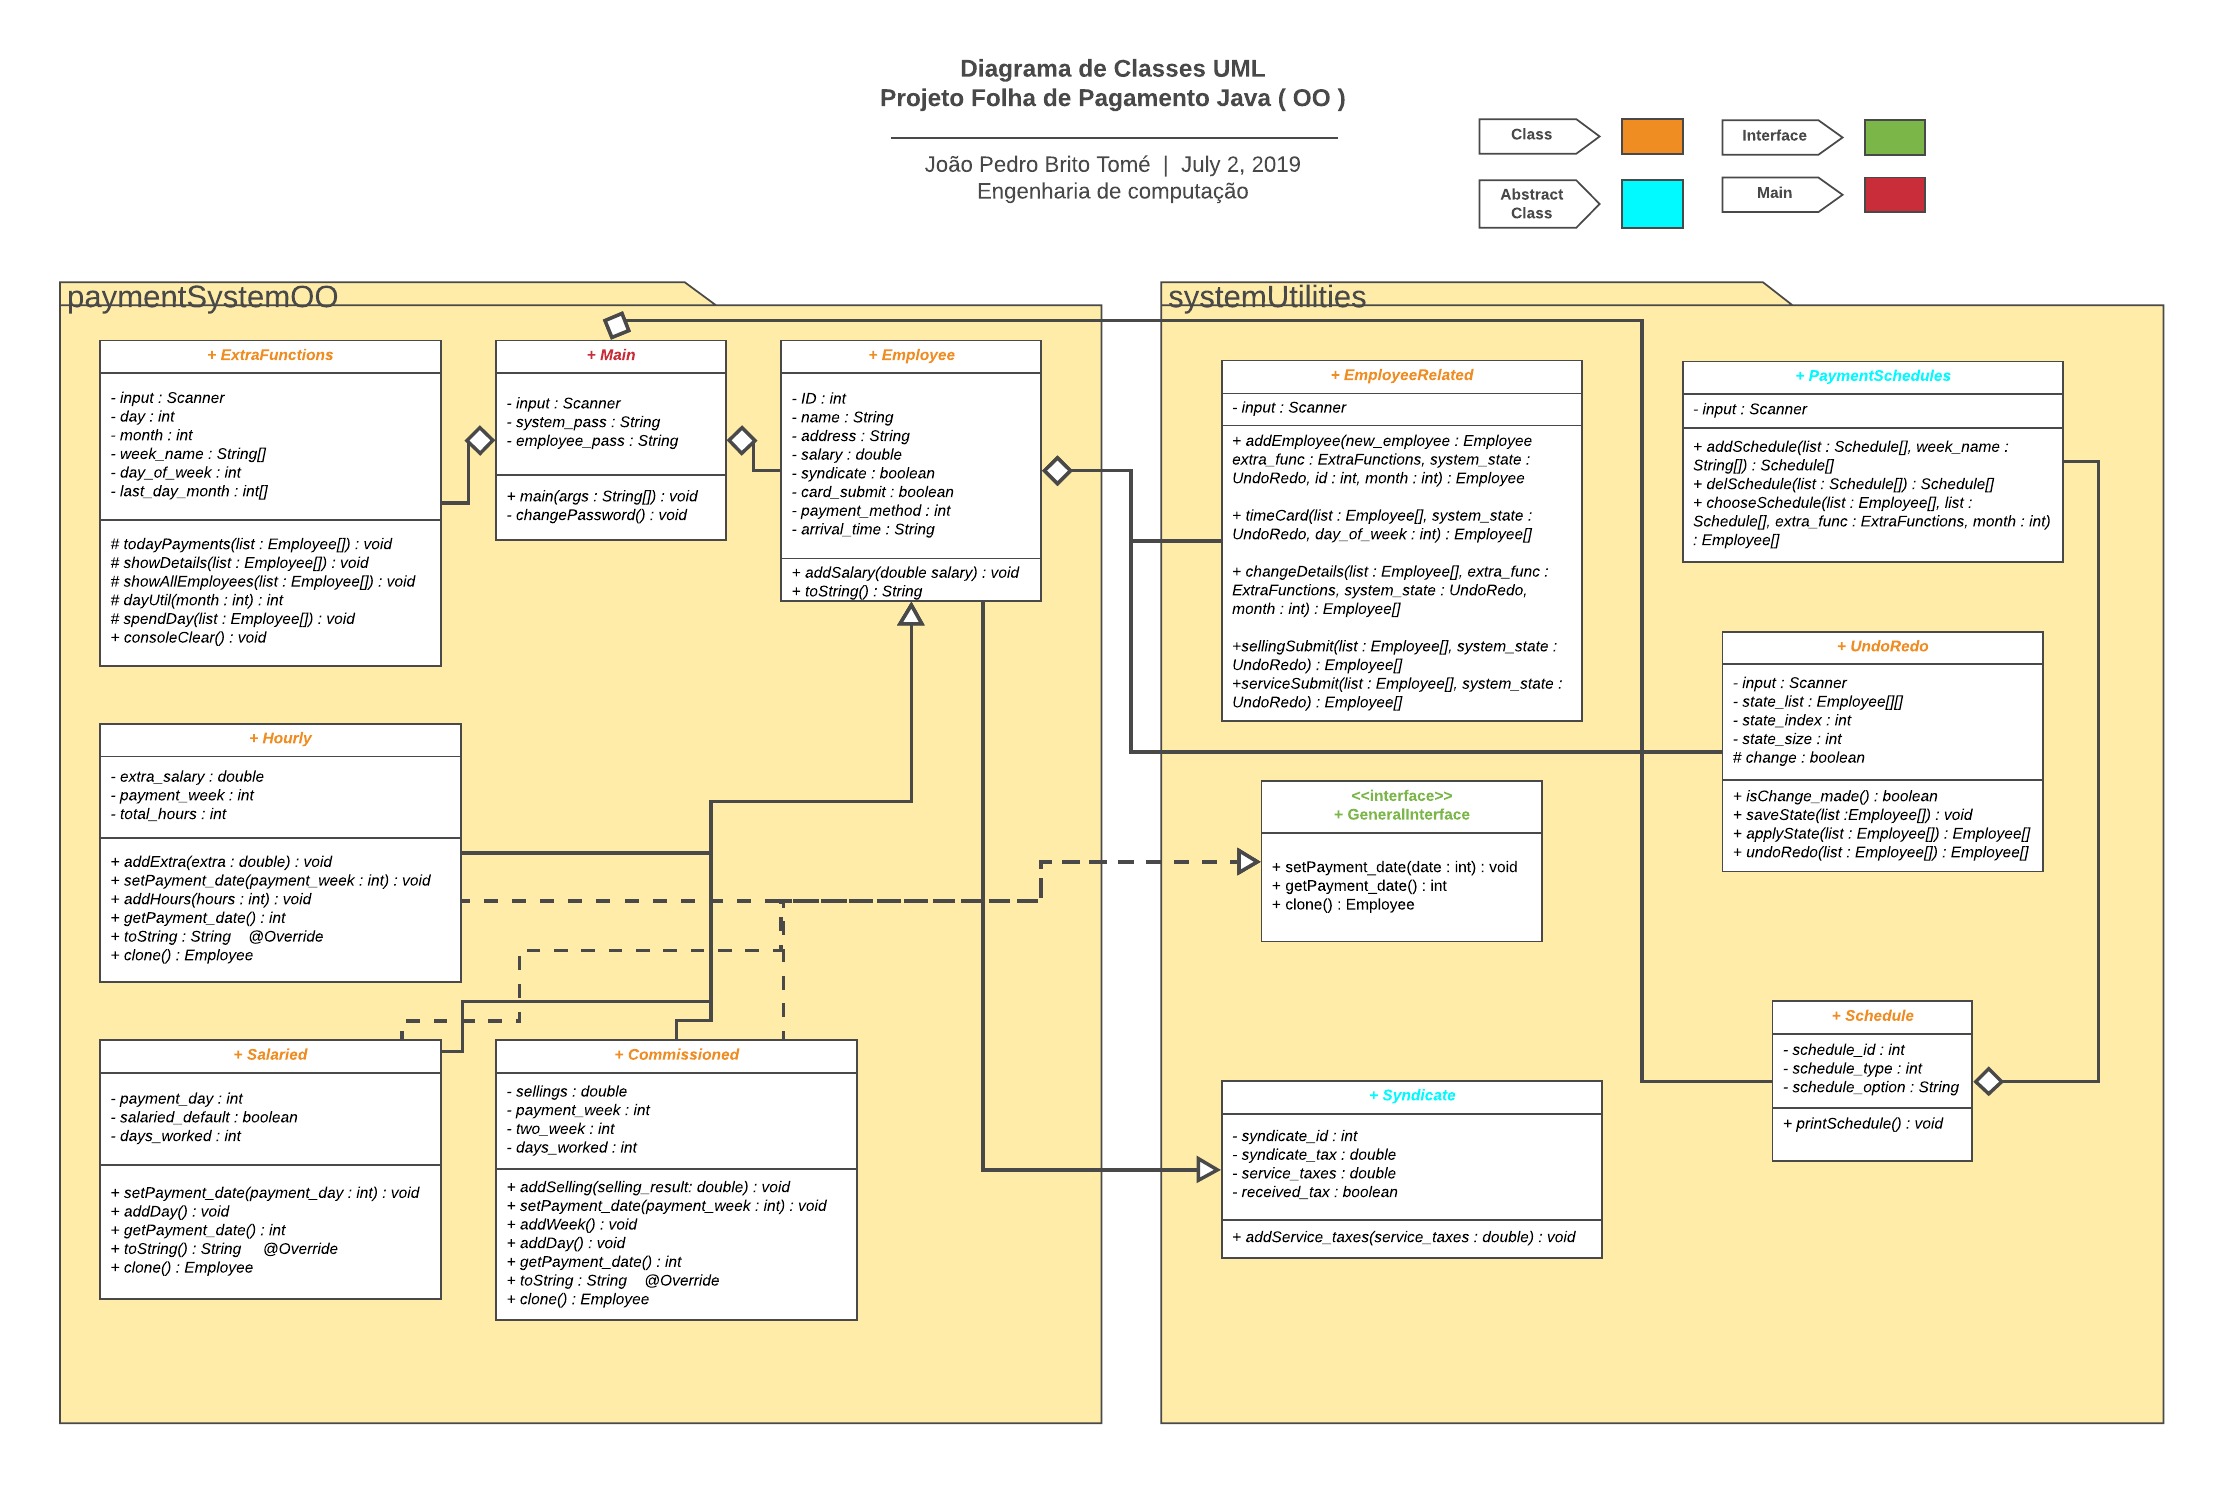 Diagrama de Classes UML
Projeto Folha de Pagamento Java ( OO )
João Pedro Brito Tomé | July 2, 2019
Engenharia de computação
Class
Interface
Abstract
Class
Main
paymentSystemOO
+ ExtraFunctions
- input : Scanner
- day : int
- month : int
- week_name : String[]
- day_of_week : int
- last_day_month : int[]
# todayPayments(list : Employee[]) : void
# showDetails(list : Employee[]) : void
# showAllEmployees(list : Employee[]) : void
# dayUtil(month : int) : int
# spendDay(list : Employee[]) : void
+ consoleClear() : void
+ Main
- input : Scanner
- system_pass : String
- employee_pass : String
+ main(args : String[]) : void
- changePassword() : void
+ Employee
- ID : int
- name : String
- address : String
- salary : double
- syndicate : boolean
- card_submit : boolean
- payment_method : int
- arrival_time : String
+ addSalary(double salary) : void
+ toString() : String
+ Hourly
- extra_salary : double
- payment_week : int
- total_hours : int
+ addExtra(extra : double) : void
+ setPayment_date(payment_week : int) : void
+ addHours(hours : int) : void
+ getPayment_date() : int
+ toString : String @Override
+ clone() : Employee
+ Salaried
- payment_day : int
- salaried_default : boolean
- days_worked : int
+ setPayment_date(payment_day : int) : void
+ addDay() : void
+ getPayment_date() : int
+ toString() : String @Override
+ clone() : Employee
+ Commissioned
- sellings : double
- payment_week : int
- two_week : int
- days_worked : int
+ addSelling(selling_result: double) : void
+ setPayment_date(payment_week : int) : void
+ addWeek() : void
+ addDay() : void
+ getPayment_date() : int
+ toString : String @Override
+ clone() : Employee
systemUtilities
+ EmployeeRelated
- input : Scanner
+ addEmployee(new_employee : Employee
extra_func : ExtraFunctions, system_state :
UndoRedo, id : int, month : int) : Employee
+ timeCard(list : Employee[], system_state :
UndoRedo, day_of_week : int) : Employee[]
+ changeDetails(list : Employee[], extra_func :
ExtraFunctions, system_state : UndoRedo,
month : int) : Employee[]
+sellingSubmit(list : Employee[], system_state :
UndoRedo) : Employee[]
+serviceSubmit(list : Employee[], system_state :
UndoRedo) : Employee[]
+ PaymentSchedules
- input : Scanner
+ addSchedule(list : Schedule[], week_name :
String[]) : Schedule[]
+ delSchedule(list : Schedule[]) : Schedule[]
+ chooseSchedule(list : Employee[], list :
Schedule[], extra_func : ExtraFunctions, month : int)
: Employee[]
+ UndoRedo
- input : Scanner
- state_list : Employee[][]
- state_index : int
- state_size : int
# change : boolean
+ isChange_made() : boolean
+ saveState(list :Employee[]) : void
+ applyState(list : Employee[]) : Employee[]
+ undoRedo(list : Employee[]) : Employee[]
<<interface>>
+ GeneralInterface
+ setPayment_date(date : int) : void
+ getPayment_date() : int
+ clone() : Employee
+ Schedule
- schedule_id : int
- schedule_type : int
- schedule_option : String
+ printSchedule() : void
+ Syndicate
- syndicate_id : int
- syndicate_tax : double
- service_taxes : double
- received_tax : boolean
+ addService_taxes(service_taxes : double) : void